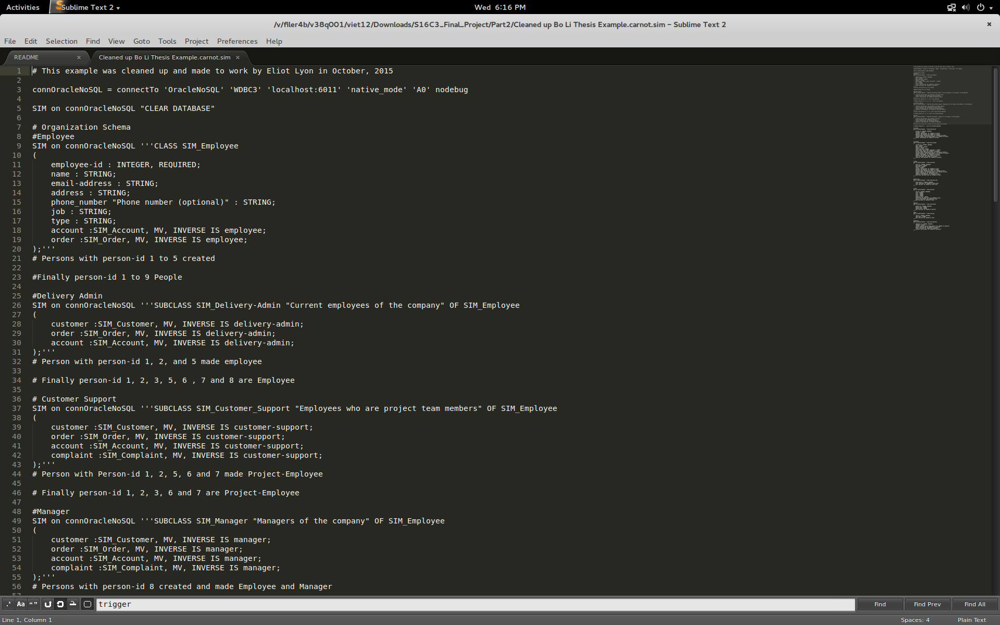 Activities Sublime Text 2 Wed 6:16 PM
/v/filer4b/v38q001/viet12/Downloads/S16C3_Final_Project/Part2/Cleaned up Bo Li Thesis Example.carnot.sim - Sublime Text 2
File Edit Selection Find View Goto Tools Project Preferences Help
README Cleaned up Bo Li Thesis Example.carnot.sim
1 # This example was cleaned up and made to work by Eliot Lyon in October, 2015
2
3 connOracleNoSQL = connectTo 'OracleNoSQL' 'WDBC3' 'localhost:6011' 'native_mode' 'A0' nodebug
4
5 SIM on connOracleNoSQL "CLEAR DATABASE"
6
7 # Organization Schema
8 #Employee
9 SIM on connOracleNoSQL '''CLASS SIM_Employee
10 (
11 employee-id : INTEGER, REQUIRED;
12 name : STRING;
13 email-address : STRING;
14 address : STRING;
15 phone_number "Phone number (optional)" : STRING;
16 job : STRING;
17 type : STRING;
18 account :SIM_Account, MV, INVERSE IS employee;
19 order :SIM_Order, MV, INVERSE IS employee;
20 );'''
21 # Persons with person-id 1 to 5 created
22
23 #Finally person-id 1 to 9 People
24
25 #Delivery Admin
26 SIM on connOracleNoSQL '''SUBCLASS SIM_Delivery-Admin "Current employees of the company" OF SIM_Employee
27 (
28 customer :SIM_Customer, MV, INVERSE IS delivery-admin;
29 order :SIM_Order, MV, INVERSE IS delivery-admin;
30 account :SIM_Account, MV, INVERSE IS delivery-admin;
31 );'''
32 # Person with person-id 1, 2, and 5 made employee
33
34 # Finally person-id 1, 2, 3, 5, 6 , 7 and 8 are Employee
35
36 # Customer Support
37 SIM on connOracleNoSQL '''SUBCLASS SIM_Customer_Support "Employees who are project team members" OF SIM_Employee
38 (
39 customer :SIM_Customer, MV, INVERSE IS customer-support;
40 order :SIM_Order, MV, INVERSE IS customer-support;
41 account :SIM_Account, MV, INVERSE IS customer-support;
42 complaint :SIM_Complaint, MV, INVERSE IS customer-support;
43 );'''
44 # Person with Person-id 1, 2, 5, 6 and 7 made Project-Employee
45
46 # Finally person-id 1, 2, 3, 6 and 7 are Project-Employee
47
48 #Manager
49 SIM on connOracleNoSQL '''SUBCLASS SIM_Manager "Managers of the company" OF SIM_Employee
50 (
51 customer :SIM_Customer, MV, INVERSE IS manager;
52 order :SIM_Order, MV, INVERSE IS manager;
53 account :SIM_Account, MV, INVERSE IS manager;
54 complaint :SIM_Complaint, MV, INVERSE IS manager;
55 );'''
56 # Persons with person-id 8 created and made Employee and Manager
57
.* Aa “” trigger Find Find Prev Find All
Line 1, Column 1 Spaces: 4 Plain Text